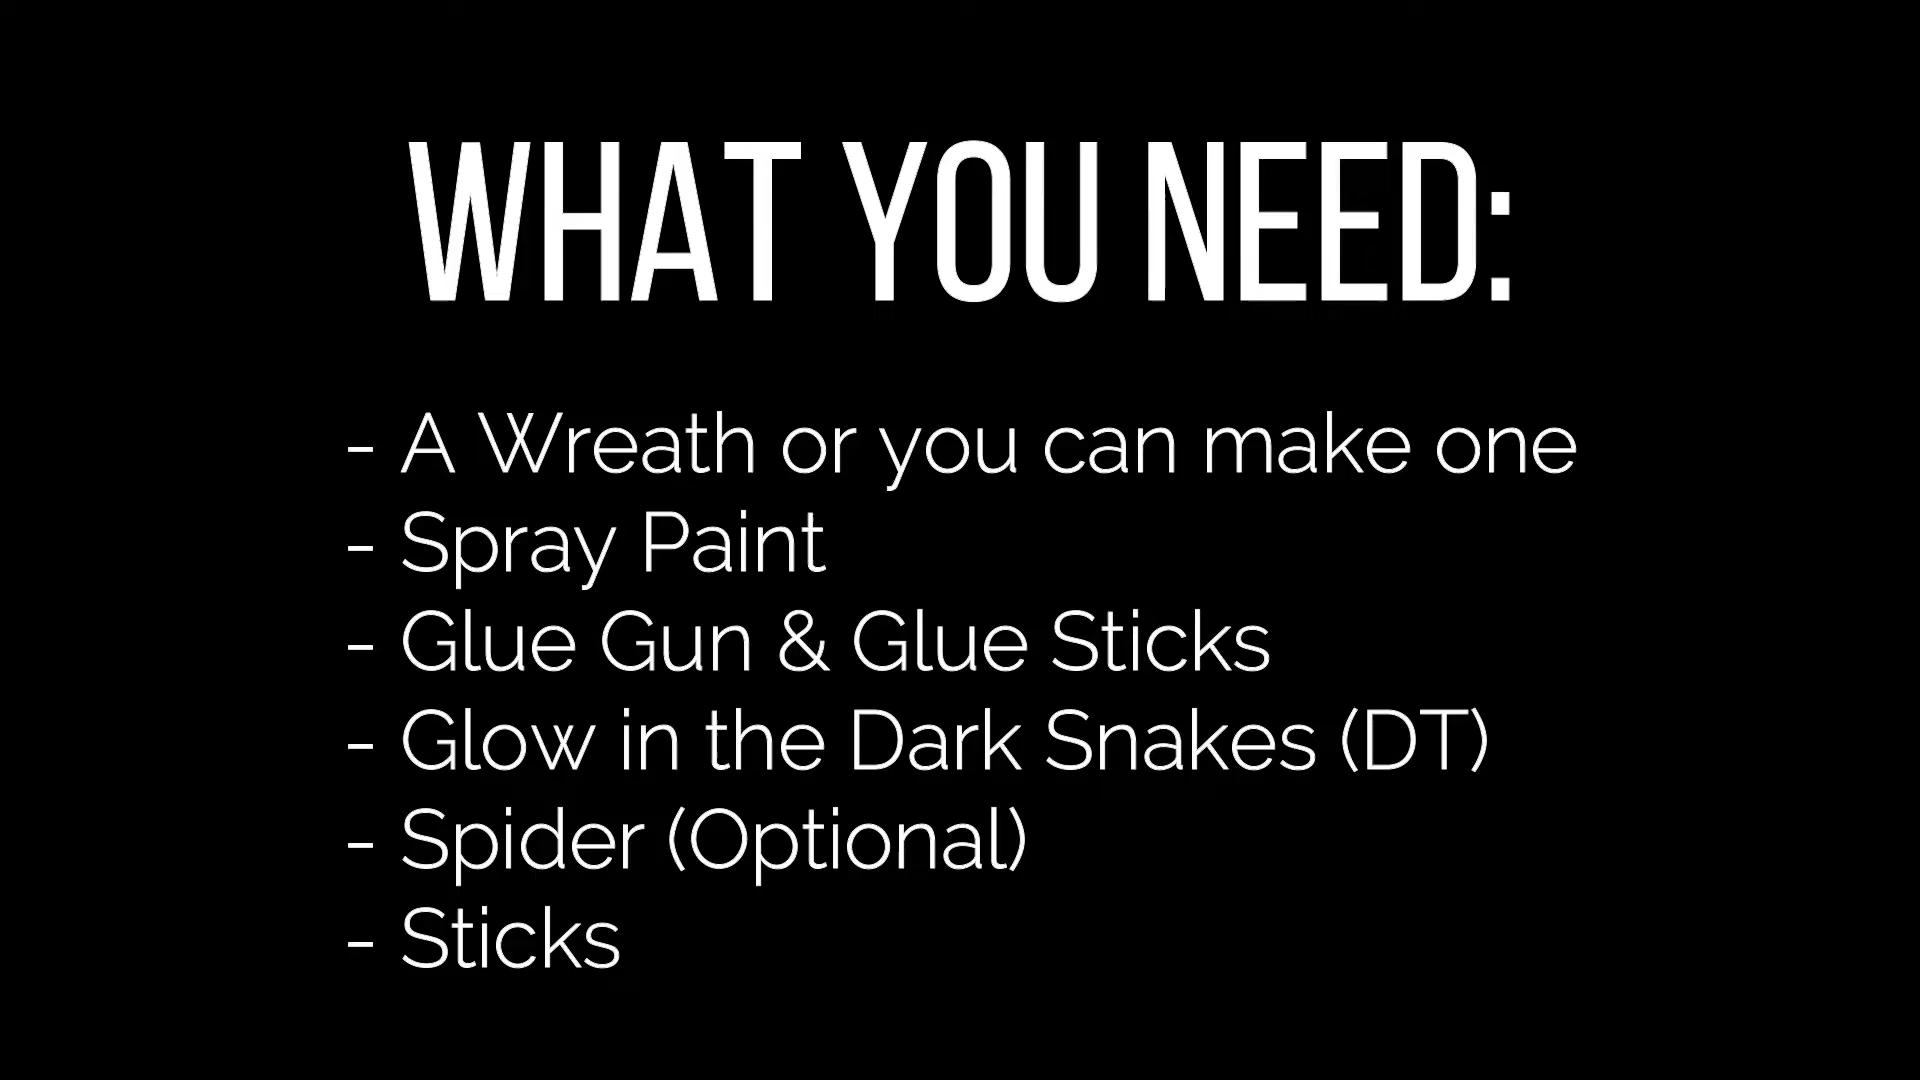 WHAT YOU NEED:
- A Wreath or you can make one
- Spray Paint
- Glue Gun & Glue Sticks
- Glow in the Dark Snakes (DT)
- Spider (Optional)
- Sticks